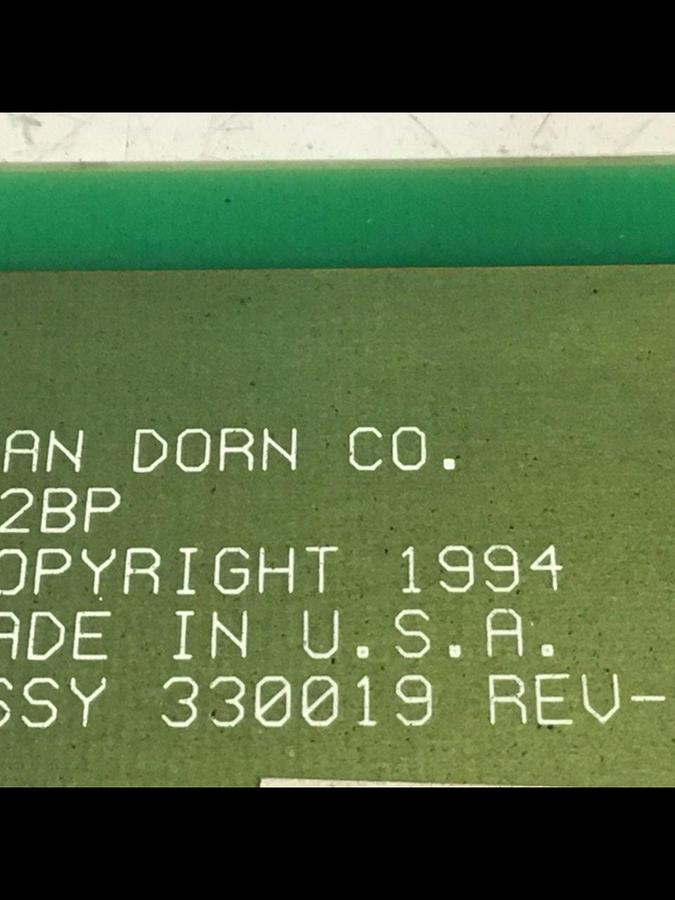 AN DORN CO.
2BP
OPYRIGHT 1994
ADE IN U.S.A.
SSY 330019 REV-